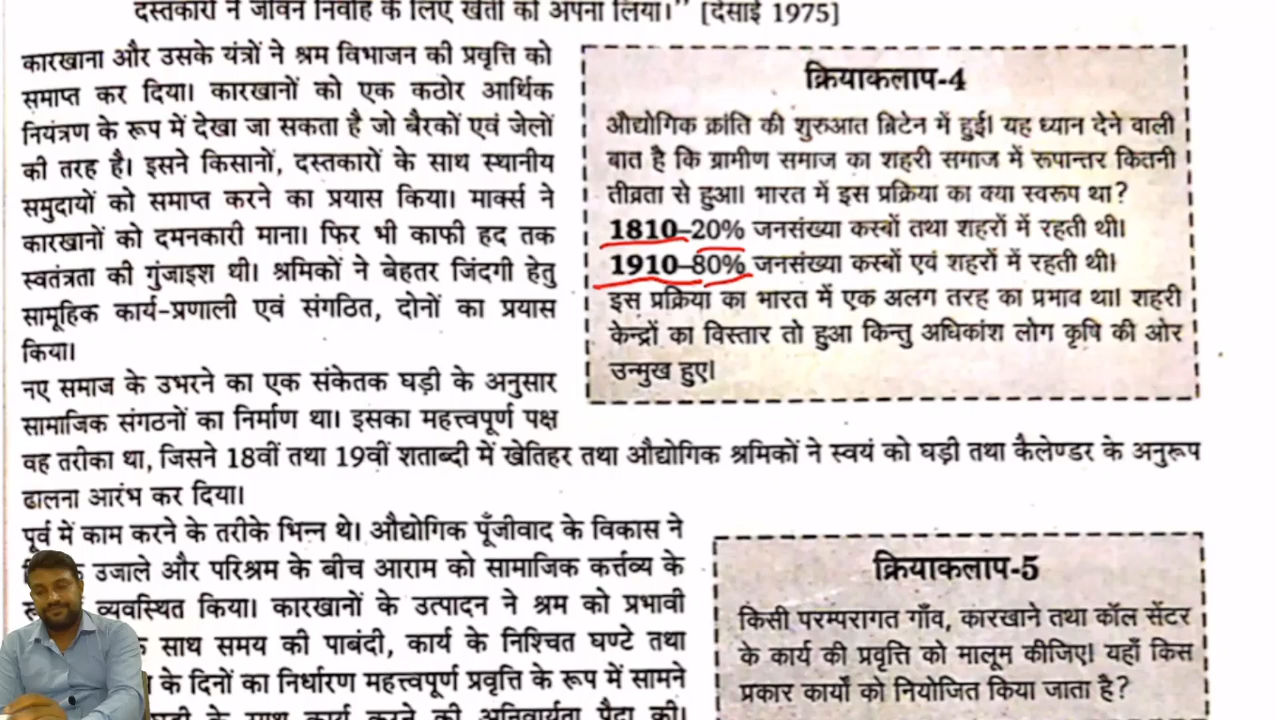 दस्तकारों ने जीवन निर्वाह के लिए खेती को अपना लिया।" [देसाई 1975]
कारखाना और उसके यंत्रों ने श्रम विभाजन की प्रवृत्ति को
समाप्त कर दिया। कारखानों को एक कठोर आर्थिक
नियंत्रण के रूप में देखा जा सकता है जो बैरकों एवं जेलों
की तरह है। इसने किसानों, दस्तकारों के साथ स्थानीय
समुदायों को समाप्त करने का प्रयास किया। मार्क्स ने
कारखानों को दमनकारी माना। फिर भी काफी हद तक
स्वतंत्रता की गुंजाइश थी। श्रमिकों ने बेहतर जिंदगी हेतु
सामूहिक कार्य-प्रणाली एवं संगठित, दोनों का प्रयास
किया।
नए समाज के उभरने का एक संकेतक घड़ी के अनुसार
सामाजिक संगठनों का निर्माण था। इसका महत्त्वपूर्ण पक्ष
वह तरीका था, जिसने 18वीं तथा 19वीं शताब्दी में खेतिहर तथा औद्योगिक श्रमिकों ने स्वयं को घड़ी तथा कैलेण्डर के अनुरूप
ढालना आरंभ कर दिया।
क्रियाकलाप-4
औद्योगिक क्रांति की शुरुआत ब्रिटेन में हुई। यह ध्यान देने वाली
बात है कि ग्रामीण समाज का शहरी समाज में रूपान्तर कितनी
तीव्रता से हुआ। भारत में इस प्रक्रिया का क्या स्वरूप था?
1810–20% जनसंख्या कस्बों तथा शहरों में रहती थी।
1910–80% जनसंख्या कस्बों एवं शहरों में रहती थी।
इस प्रक्रिया का भारत में एक अलग तरह का प्रभाव था। शहरी
केन्द्रों का विस्तार तो हुआ किन्तु अधिकांश लोग कृषि की ओर
उन्मुख हुए।
पूर्व में काम करने के तरीके भिन्न थे। औद्योगिक पूँजीवाद के विकास ने
उजाले और परिश्रम के बीच आराम को सामाजिक कर्त्तव्य के
व्यवस्थित किया। कारखानों के उत्पादन ने श्रम को प्रभावी
साथ समय की पाबंदी, कार्य के निश्चित घण्टे तथा
के दिनों का निर्धारण महत्त्वपूर्ण प्रवृत्ति के रूप में सामने
के साथ कार्य करने की अनिवार्यता पैदा की।
क्रियाकलाप-5
किसी परम्परागत गाँव, कारखाने तथा कॉल सेंटर
के कार्य की प्रवृत्ति को मालूम कीजिए। यहाँ किस
प्रकार कार्यों को नियोजित किया जाता है?